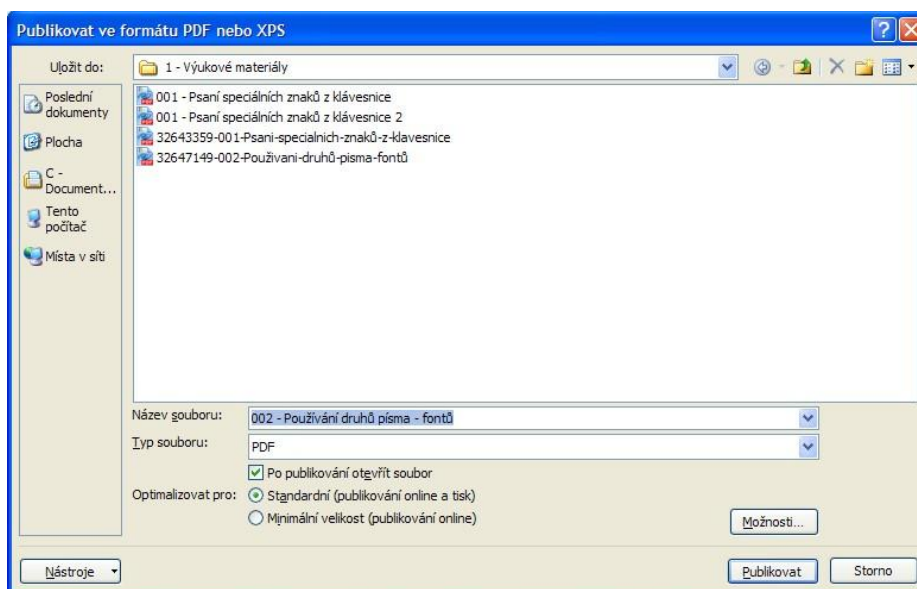 Publikovat ve formátu PDF nebo XPS
Uložit do:
1 - Výukové materiály
Poslední
dokumenty
Plocha
C -
Document...
Tento
počítač
Místa v síti
001 - Psaní speciálních znaků z klávesnice
001 - Psaní speciálních znaků z klávesnice 2
32643359-001-Psani-specialnich-znaků-z-klavesnice
32647149-002-Použivani-druhů-pisma-fontů
Název souboru:
002 - Používání druhů písma - fontů
Typ souboru:
PDF
Po publikování otevřít soubor
Optimalizovat pro:
Standardní (publikování online a tisk)
Minimální velikost (publikování online)
Možnosti...
Nástroje
Publikovat
Storno